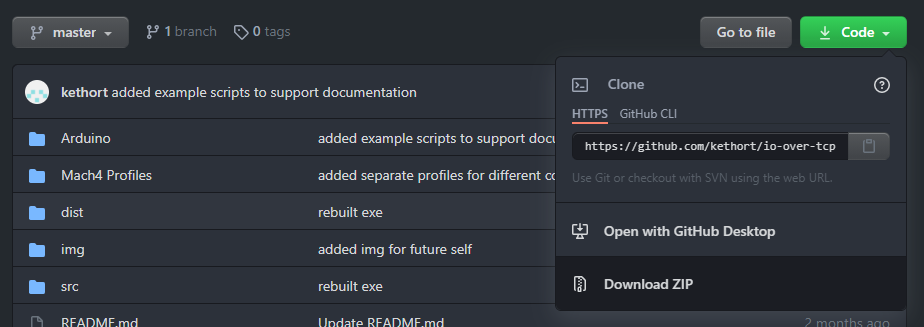 master 1 branch 0 tags Go to file Code
kethort added example scripts to support documentation
Clone
HTTPS GitHub CLI
Arduino added example scripts to support docu
https://github.com/kethort/io-over-tcp
Mach4 Profiles added separate profiles for different co
Use Git or checkout with SVN using the web URL.
dist rebuilt exe
Open with GitHub Desktop
img added img for future self
src rebuilt exe
Download ZIP
README.md Update README.md 2 months ago